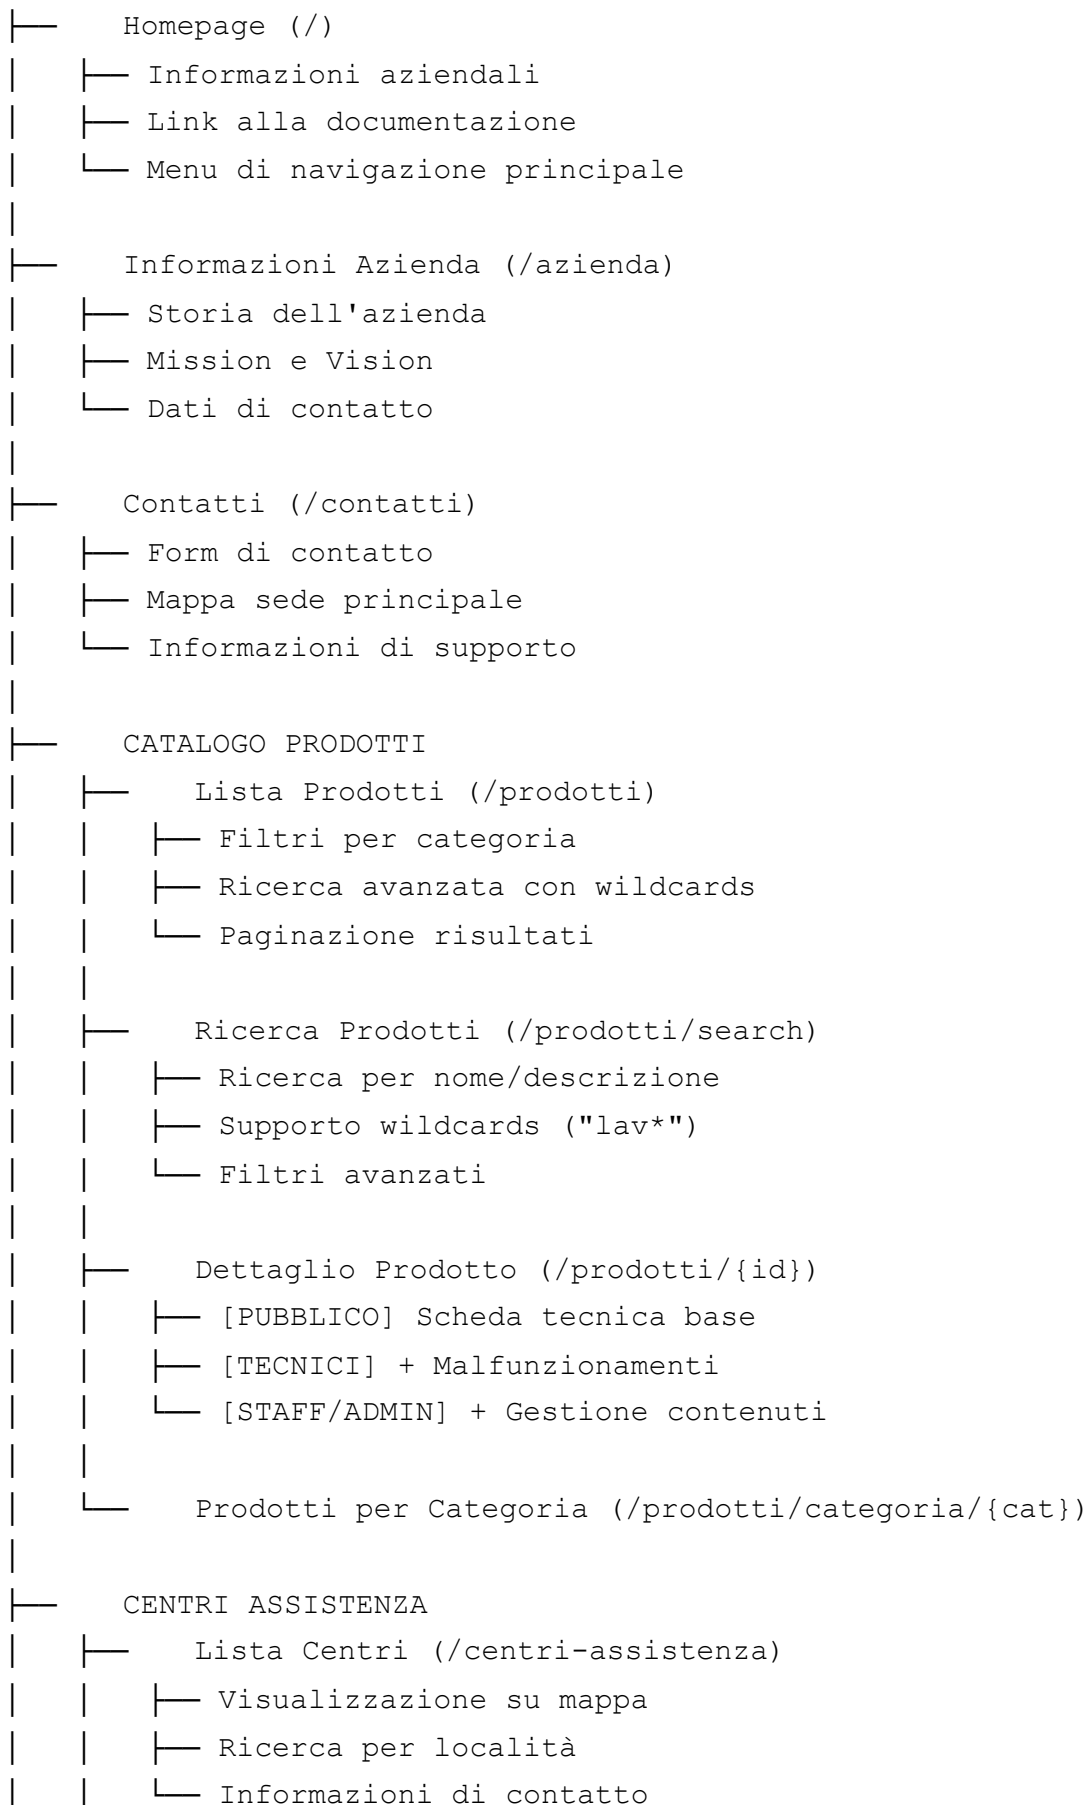 ├── Homepage (/)
│ ├── Informazioni aziendali
│ ├── Link alla documentazione
│ └── Menu di navigazione principale
│
├── Informazioni Azienda (/azienda)
│ ├── Storia dell'azienda
│ ├── Mission e Vision
│ └── Dati di contatto
│
├── Contatti (/contatti)
│ ├── Form di contatto
│ ├── Mappa sede principale
│ └── Informazioni di supporto
│
├── CATALOGO PRODOTTI
│ ├── Lista Prodotti (/prodotti)
│ │ ├── Filtri per categoria
│ │ ├── Ricerca avanzata con wildcards
│ │ └── Paginazione risultati
│ │
│ ├── Ricerca Prodotti (/prodotti/search)
│ │ ├── Ricerca per nome/descrizione
│ │ ├── Supporto wildcards ("lav*")
│ │ └── Filtri avanzati
│ │
│ ├── Dettaglio Prodotto (/prodotti/{id})
│ │ ├── [PUBBLICO] Scheda tecnica base
│ │ ├── [TECNICI] + Malfunzionamenti
│ │ └── [STAFF/ADMIN] + Gestione contenuti
│ │
│ └── Prodotti per Categoria (/prodotti/categoria/{cat})
│
├── CENTRI ASSISTENZA
│ ├── Lista Centri (/centri-assistenza)
│ │ ├── Visualizzazione su mappa
│ │ ├── Ricerca per località
│ │ └── Informazioni di contatto